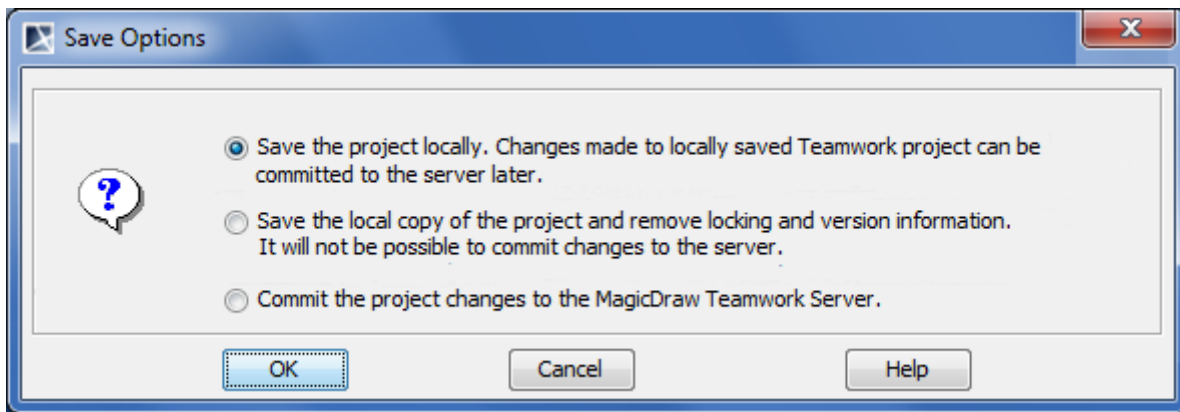 Save Options
Save the project locally. Changes made to locally saved Teamwork project can be
committed to the server later.
Save the local copy of the project and remove locking and version information.
It will not be possible to commit changes to the server.
Commit the project changes to the MagicDraw Teamwork Server.
OK Cancel Help